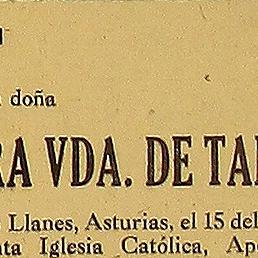 doña
RA VDA. DE TA
Llanes, Asturias, el 15 del
nta Iglesia Católica, Apo